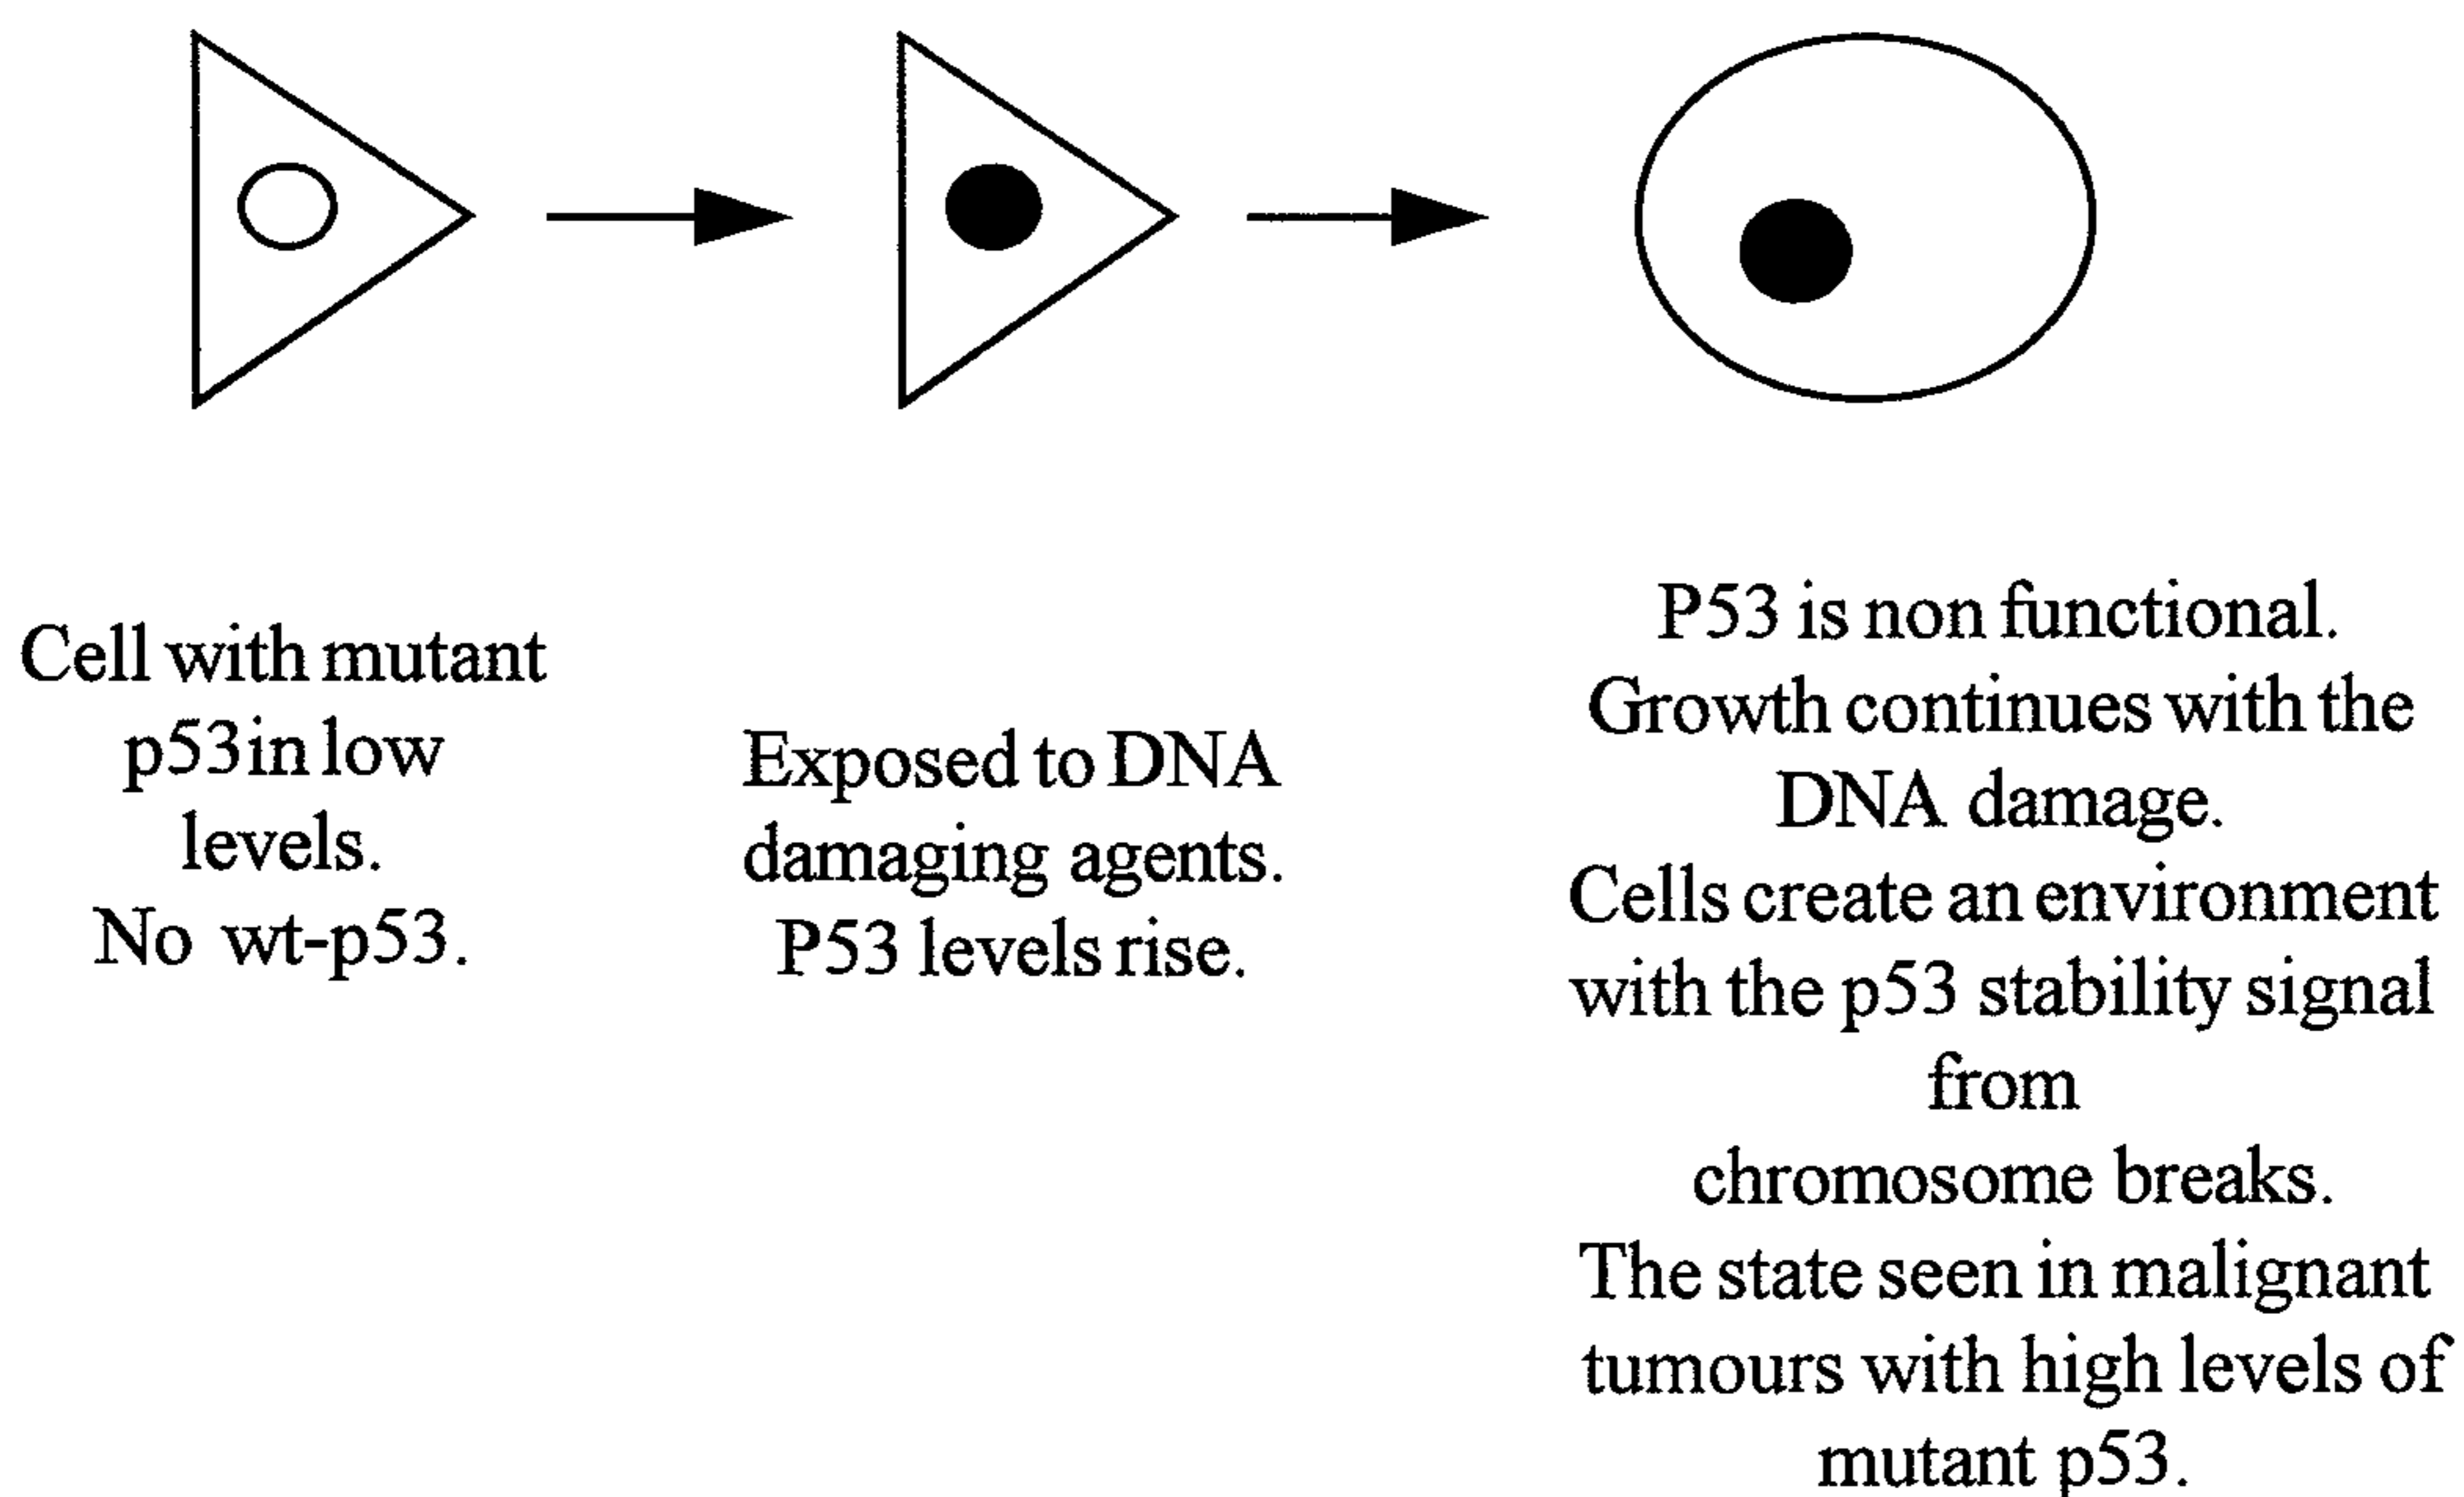 Cell with mutant
p53in low
levels.
No wt-p53.
Exposed to DNA
damaging agents.
P53 levels rise.
P53 is non functional.
Growth continues with the
DNA damage.
Cells create an environment
with the p53 stability signal
from
chromosome breaks.
The state seen in malignant
tumours with high levels of
mutant p53.